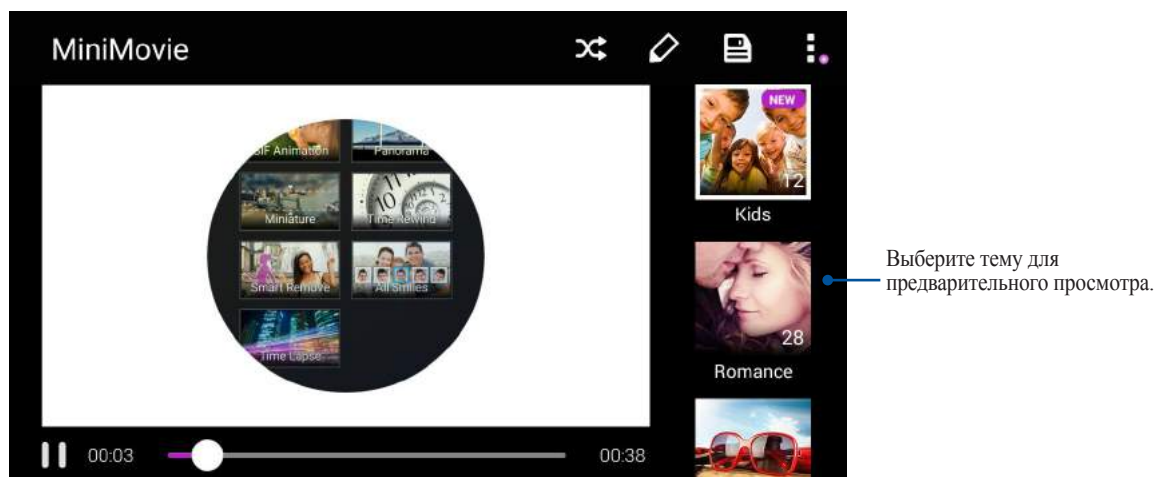 MiniMovie
NEW
12
Kids
GIF Animation
Panorama
Miniature
Time Rewind
Smart Remove
All Smiles
Time Lapse
28
Romance
Выберите тему для
предварительного просмотра.
00:03
00:38